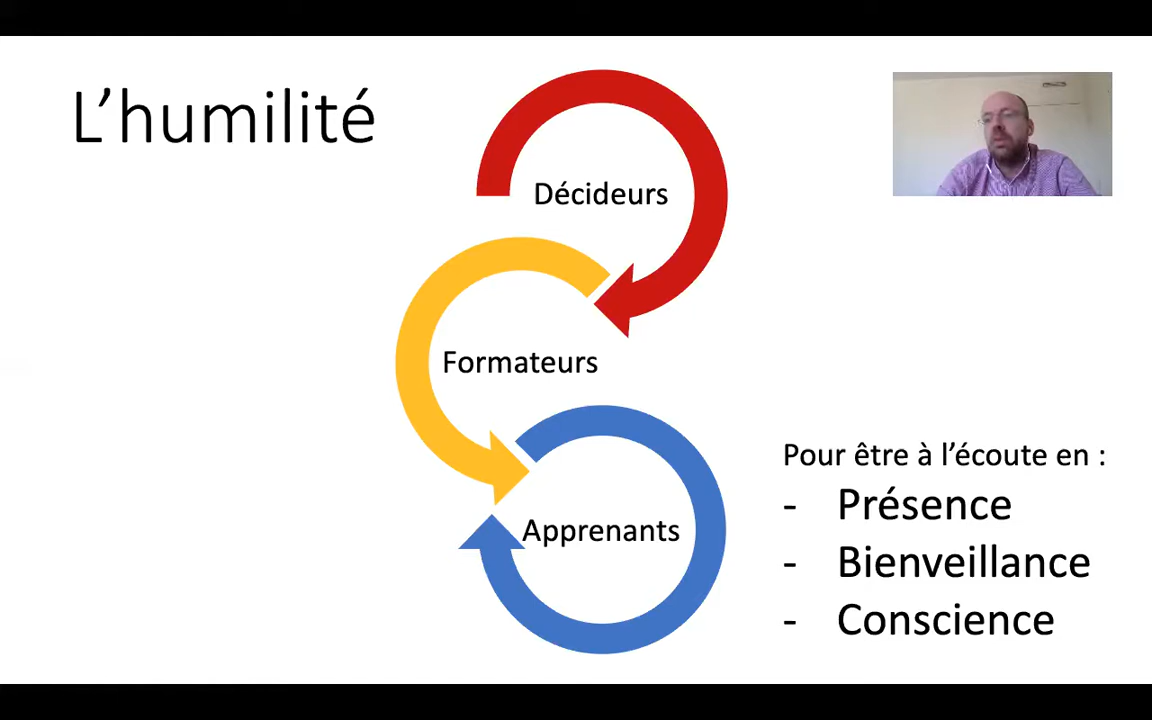 L’humilité
Décideurs
Formateurs
Apprenants
Pour être à l’écoute en :
- Présence
- Bienveillance
- Conscience